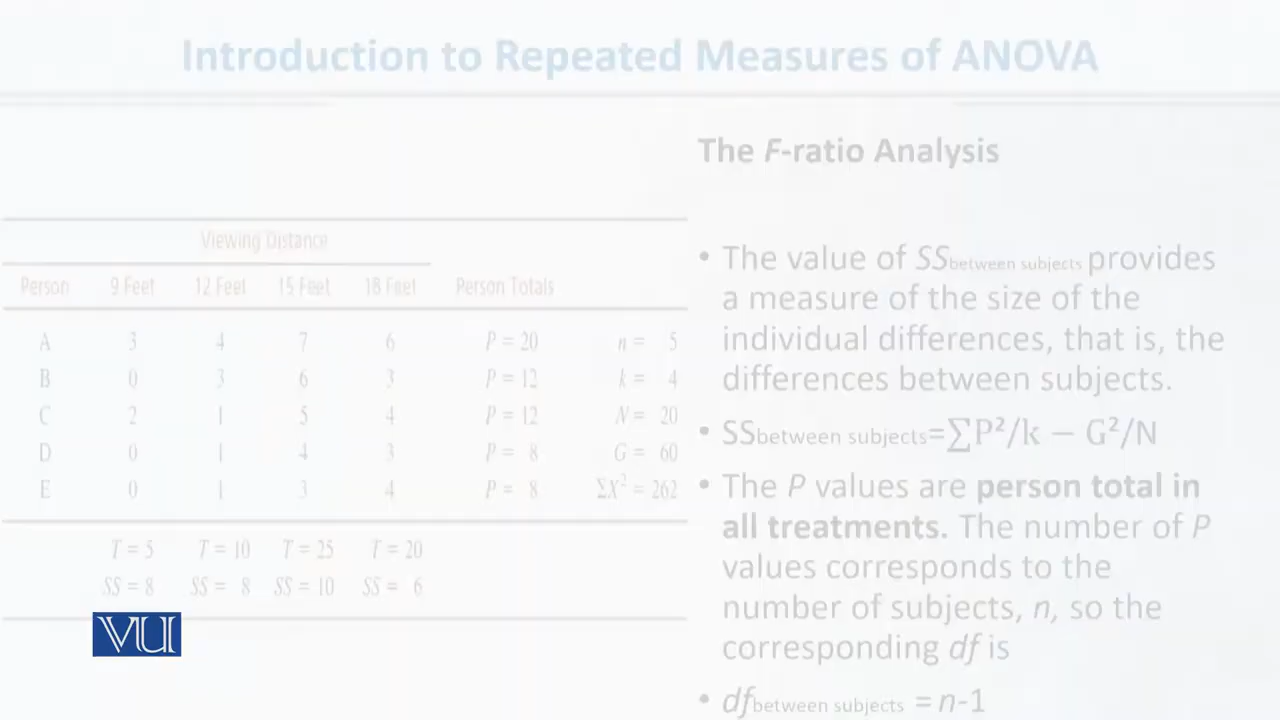 Introduction to Repeated Measures of ANOVA
The F-ratio Analysis
Viewing Distance
Person 9 Feet 12 Feet 15 Feet 18 Feet Person Totals
A 3 4 7 6 P = 20 n = 5
B 0 3 6 3 P = 12 k = 4
C 2 1 5 4 P = 12 N = 20
D 0 1 4 3 P = 8 G = 60
E 0 1 3 4 P = 8 ΣX² = 262
T = 5 T = 10 T = 25 T = 20
SS = 8 SS = 8 SS = 10 SS = 6
VU
• The value of SSbetween subjects provides
a measure of the size of the
individual differences, that is, the
differences between subjects.
• SSbetween subjects=∑P²/k − G²/N
• The P values are person total in
all treatments. The number of P
values corresponds to the
number of subjects, n, so the
corresponding df is
• dfbetween subjects = n-1